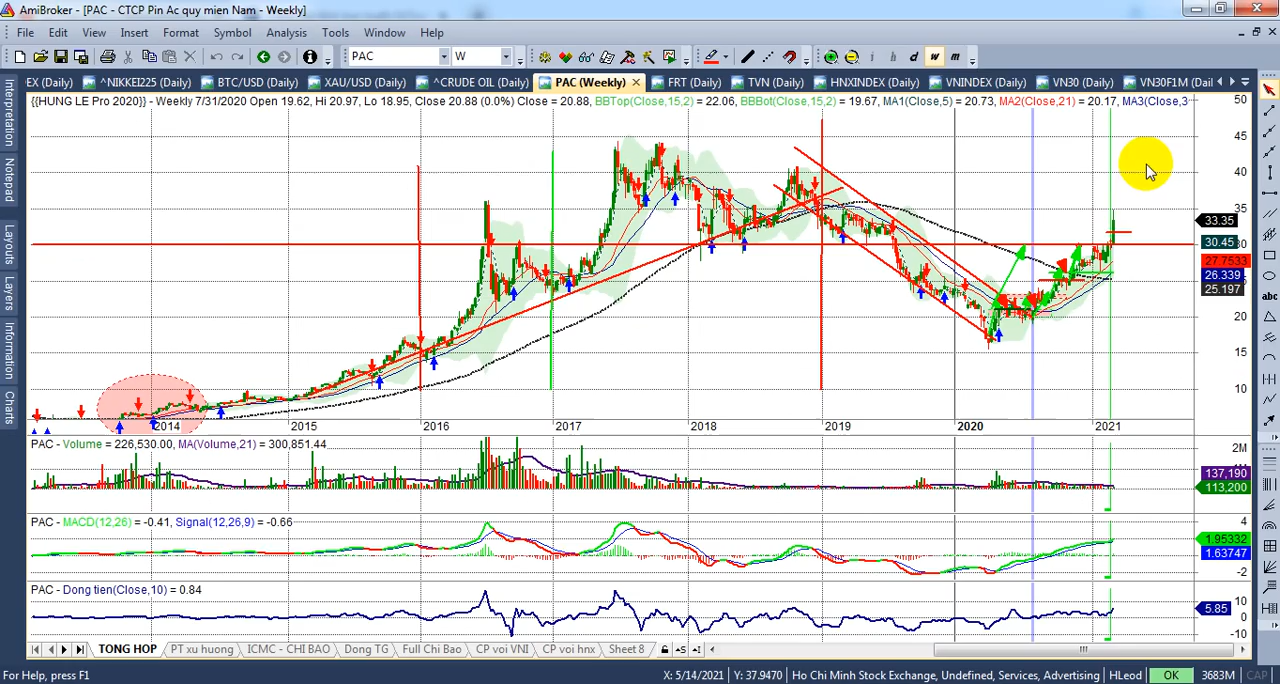 AmiBroker - [PAC - CTCP Pin Ac quy mien Nam - Weekly]
File Edit View Insert Format Symbol Analysis Tools Window Help
PAC W i h d w m
EX (Daily) ^NIKKEI225 (Daily) BTC/USD (Daily) XAU/USD (Daily) ^CRUDE OIL (Daily) PAC (Weekly) FRT (Daily) TVN (Daily) HNXINDEX (Daily) VNINDEX (Daily) VN30 (Daily) VN30F1M (Dai
{{HUNG LE Pro 2020}} - Weekly 7/31/2020 Open 19.62, Hi 20.97, Lo 18.95, Close 20.88 (0.0%) Close = 20.88, BBTop(Close,15,2) = 22.06, BBBot(Close,15,2) = 19.67, MA1(Close,5) = 20.73, MA2(Close,21) = 20.17, MA3(Close,3
Interpretation
Notepad
Layouts
Layers
Information
Charts
50
45
40
35
33.35
30.45
30
27.7533
26.339
25.197
20
15
10
2014 2015 2016 2017 2018 2019 2020 2021
PAC - Volume = 226,530.00, MA(Volume,21) = 300,851.44
2M
137,190
113,200
PAC - MACD(12,26) = -0.41, Signal(12,26,9) = -0.66
4
1.95332
1.63747
-2
PAC - Dong tien(Close,10) = 0.84
10
5.85
-10
TONG HOP PT xu huong ICMC - CHI BAO Dong TG Full Chi Bao CP voi VNI CP voi hnx Sheet 8
abc
For Help, press F1 X: 5/14/2021 Y: 37.9470 Ho Chi Minh Stock Exchange, Undefined, Services, Advertising HLeod OK 3683M CAP